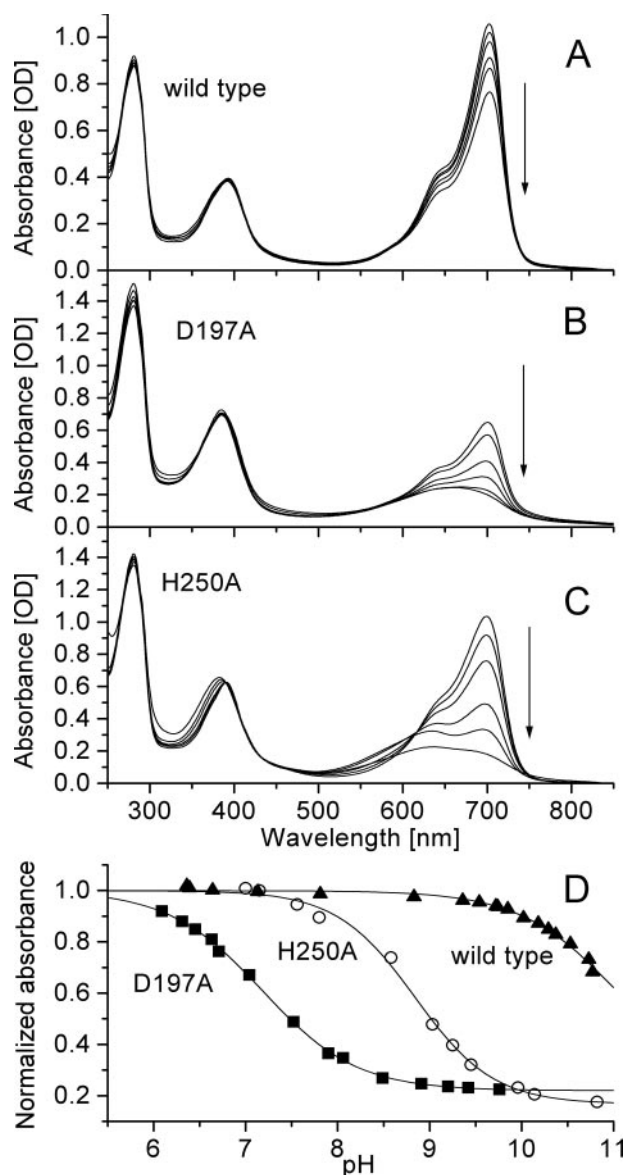 1.0
0.8
0.6
0.4
0.2
0.0
Absorbance [OD]
wild type
A
1.4
1.2
1.0
0.8
0.6
0.4
0.2
0.0
Absorbance [OD]
D197A
B
1.4
1.2
1.0
0.8
0.6
0.4
0.2
0.0
Absorbance [OD]
H250A
C
300 400 500 600 700 800
Wavelength [nm]
1.0
0.8
0.6
0.4
0.2
Normalized absorbance
D
H250A
wild type
D197A
6 7 8 9 10 11
pH